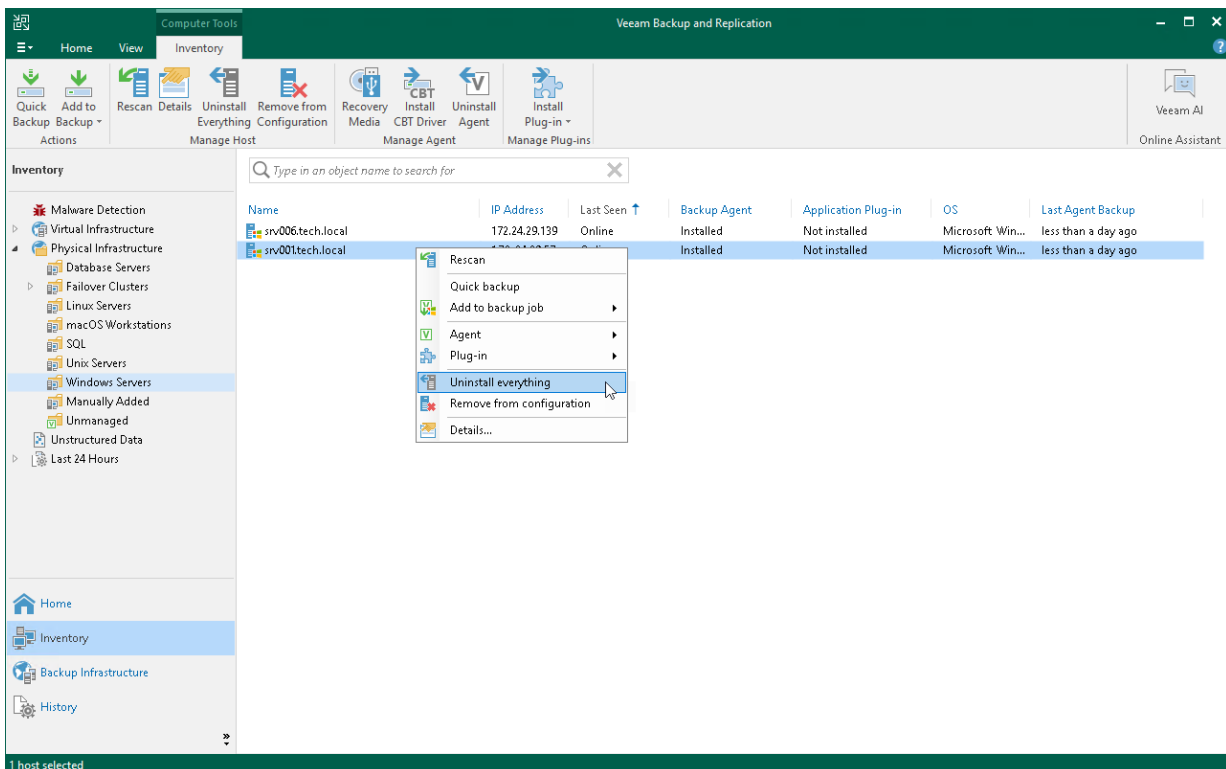 Computer Tools
Veeam Backup and Replication
Home View Inventory
Quick Backup
Add to Backup
Rescan
Details
Uninstall Everything
Remove from Configuration
Recovery Media
Install CBT Driver
Uninstall Agent
Install Plug-in
Veeam AI
Actions
Manage Host
Manage Agent
Manage Plug-ins
Online Assistant
Inventory
Type in an object name to search for
Malware Detection
Virtual Infrastructure
Physical Infrastructure
Database Servers
Failover Clusters
Linux Servers
macOS Workstations
SQL
Unix Servers
Windows Servers
Manually Added
Unmanaged
Unstructured Data
Last 24 Hours
Name IP Address Last Seen Backup Agent Application Plug-in OS Last Agent Backup
srv006.tech.local 172.24.29.139 Online Installed Not installed Microsoft Win... less than a day ago
srv001.tech.local Installed Not installed Microsoft Win... less than a day ago
Rescan
Quick backup
Add to backup job
Agent
Plug-in
Uninstall everything
Remove from configuration
Details...
Home
Inventory
Backup Infrastructure
History
1 host selected